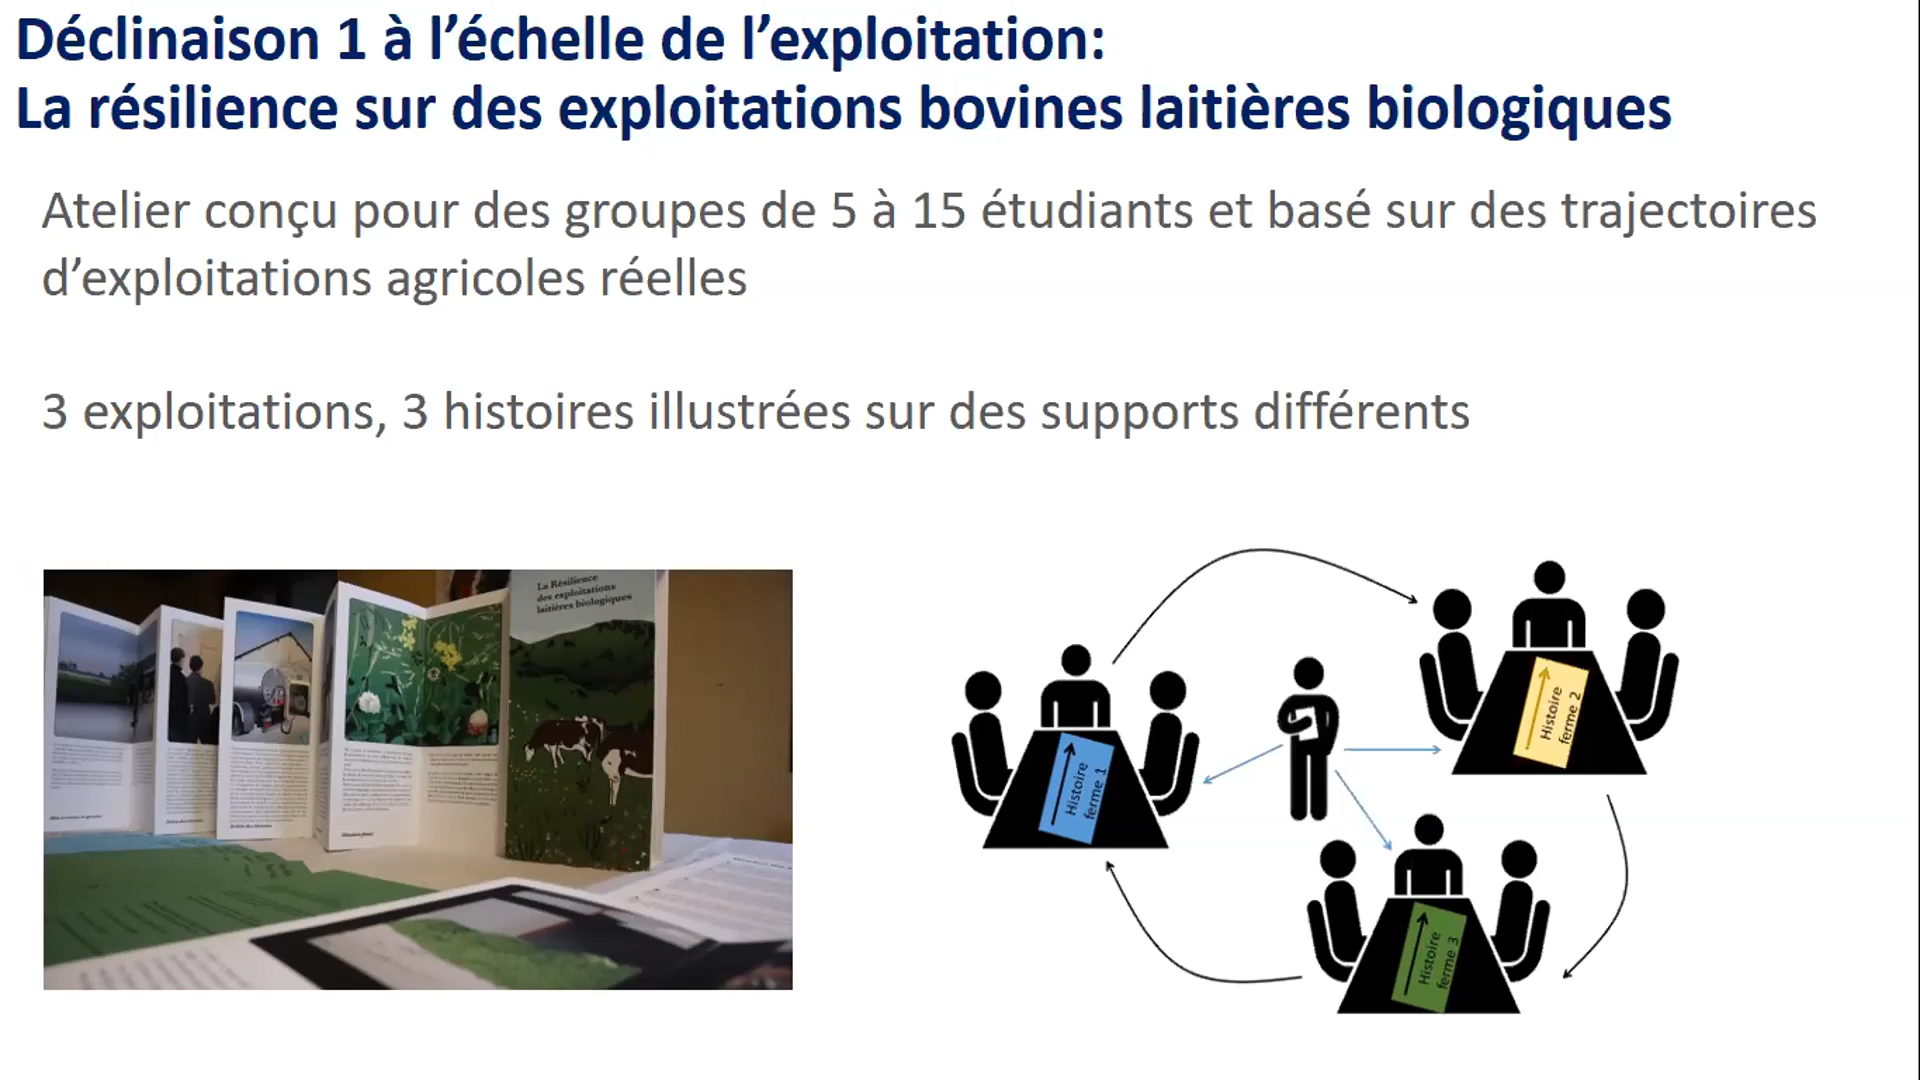 Déclinaison 1 à l’échelle de l’exploitation:
La résilience sur des exploitations bovines laitières biologiques
Atelier conçu pour des groupes de 5 à 15 étudiants et basé sur des trajectoires
d’exploitations agricoles réelles
3 exploitations, 3 histoires illustrées sur des supports différents
La Résilience
des exploitations
laitières biologiques
Histoire
ferme 1
Histoire
ferme 2
Histoire
ferme 3